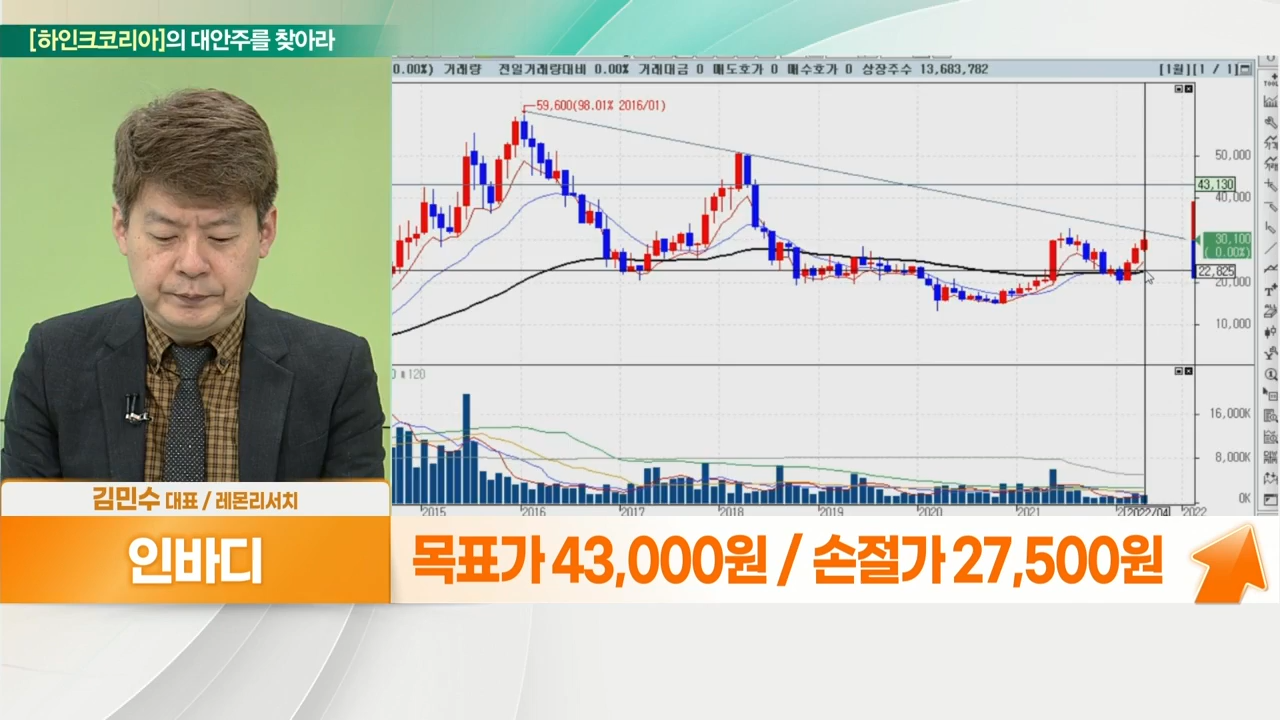 [하인크코리아]의 대안주를 찾아라
0.00%) 거래량 전일거래량대비 0.00% 거래대금 0 매도호가 0 매수호가 0 상장주수 13,683,782 [1월][1 / 1]
59,600(98.01% 2016/01)
50,000
43,130
40,000
30,100
( 0.00%)
22,825
20,000
10,000
120
16,000K
8,000K
0K
2015 2016 2017 2018 2019 2020 2021 2022/04 2022
김민수 대표 / 레몬리서치
인바디
목표가 43,000원 / 손절가 27,500원